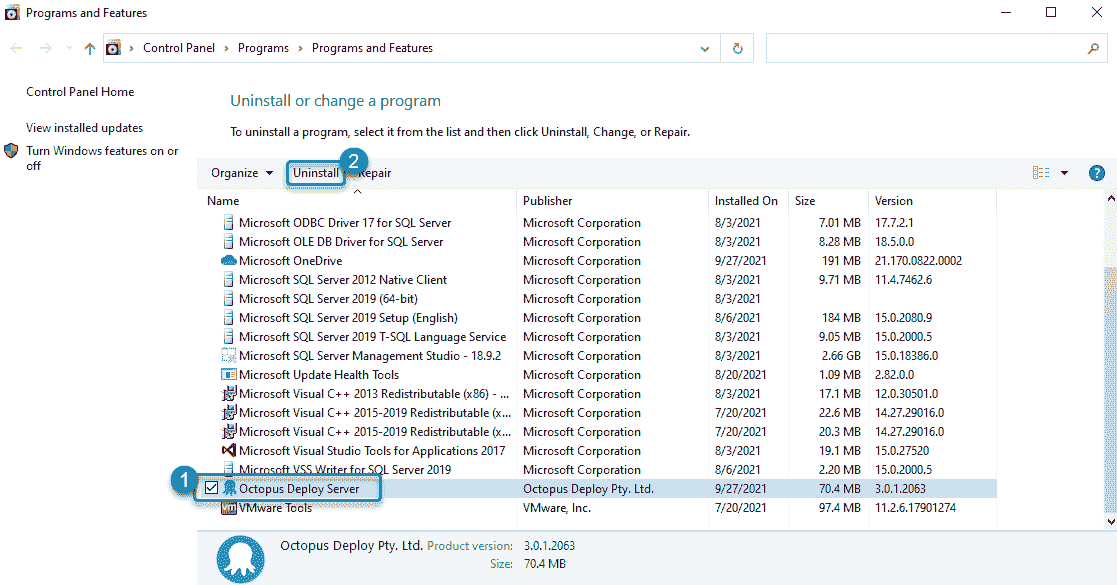 Programs and Features
Control Panel > Programs > Programs and Features
Control Panel Home
View installed updates
Turn Windows features on or
off
Uninstall or change a program
To uninstall a program, select it from the list and then click Uninstall, Change, or Repair.
Organize Uninstall 2 Repair ?
Name Publisher Installed On Size Version
Microsoft ODBC Driver 17 for SQL Server Microsoft Corporation 8/3/2021 7.01 MB 17.7.2.1
Microsoft OLE DB Driver for SQL Server Microsoft Corporation 8/3/2021 8.28 MB 18.5.0.0
Microsoft OneDrive Microsoft Corporation 9/27/2021 191 MB 21.170.0822.0002
Microsoft SQL Server 2012 Native Client Microsoft Corporation 8/3/2021 9.71 MB 11.4.7462.6
Microsoft SQL Server 2019 (64-bit) Microsoft Corporation 8/3/2021
Microsoft SQL Server 2019 Setup (English) Microsoft Corporation 8/6/2021 184 MB 15.0.2080.9
Microsoft SQL Server 2019 T-SQL Language Service Microsoft Corporation 8/3/2021 9.05 MB 15.0.2000.5
Microsoft SQL Server Management Studio - 18.9.2 Microsoft Corporation 8/3/2021 2.66 GB 15.0.18386.0
Microsoft Update Health Tools Microsoft Corporation 8/20/2021 1.09 MB 2.82.0.0
Microsoft Visual C++ 2013 Redistributable (x86) - ... Microsoft Corporation 8/3/2021 17.1 MB 12.0.30501.0
Microsoft Visual C++ 2015-2019 Redistributable (x... Microsoft Corporation 7/20/2021 22.6 MB 14.27.29016.0
Microsoft Visual C++ 2015-2019 Redistributable (x... Microsoft Corporation 7/20/2021 20.3 MB 14.27.29016.0
Microsoft Visual Studio Tools for Applications 2017 Microsoft Corporation 8/3/2021 19.1 MB 15.0.27520
Microsoft VSS Writer for SQL Server 2019 Microsoft Corporation 8/6/2021 2.20 MB 15.0.2000.5
1 Octopus Deploy Server Octopus Deploy Pty. Ltd. 9/27/2021 70.4 MB 3.0.1.2063
VMware Tools VMware, Inc. 7/20/2021 97.4 MB 11.2.6.17901274
Octopus Deploy Pty. Ltd. Product version: 3.0.1.2063
Size: 70.4 MB